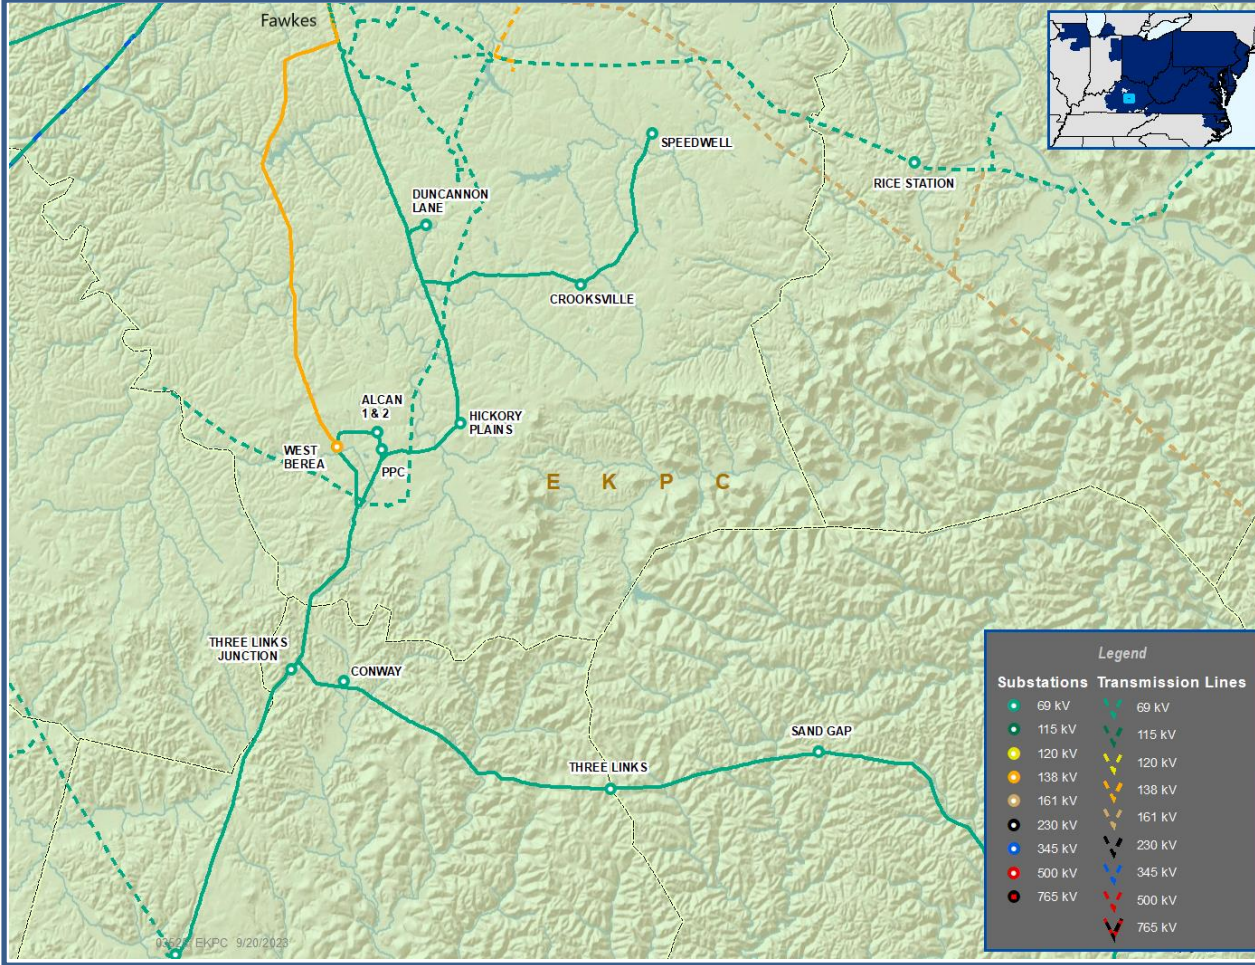 Fawkes
SPEEDWELL
RICE STATION
DUNCANNON
LANE
CROOKSVILLE
ALCAN
1 & 2
HICKORY
PLAINS
WEST
BEREA
PPC
E K P C
THREE LINKS
JUNCTION
CONWAY
SAND GAP
THREE LINKS
Legend
Substations Transmission Lines
69 kV 69 kV
115 kV 115 kV
120 kV 120 kV
138 kV 138 kV
161 kV 161 kV
230 kV 230 kV
345 kV 345 kV
500 kV 500 kV
765 kV 765 kV
EKPC 9/20/2023